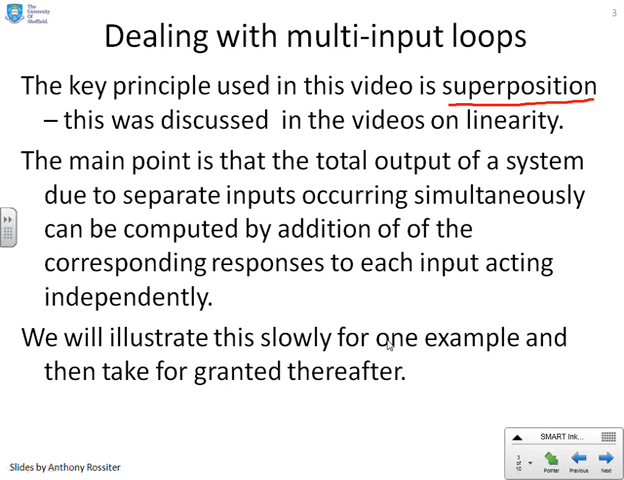 The
University
Of
Sheffield.
3
Dealing with multi-input loops
The key principle used in this video is superposition
– this was discussed in the videos on linearity.
The main point is that the total output of a system
due to separate inputs occurring simultaneously
can be computed by addition of of the
corresponding responses to each input acting
independently.
We will illustrate this slowly for one example and
then take for granted thereafter.
Slides by Anthony Rossiter
SMART Ink...
3
of
10
Pointer
Previous
Next